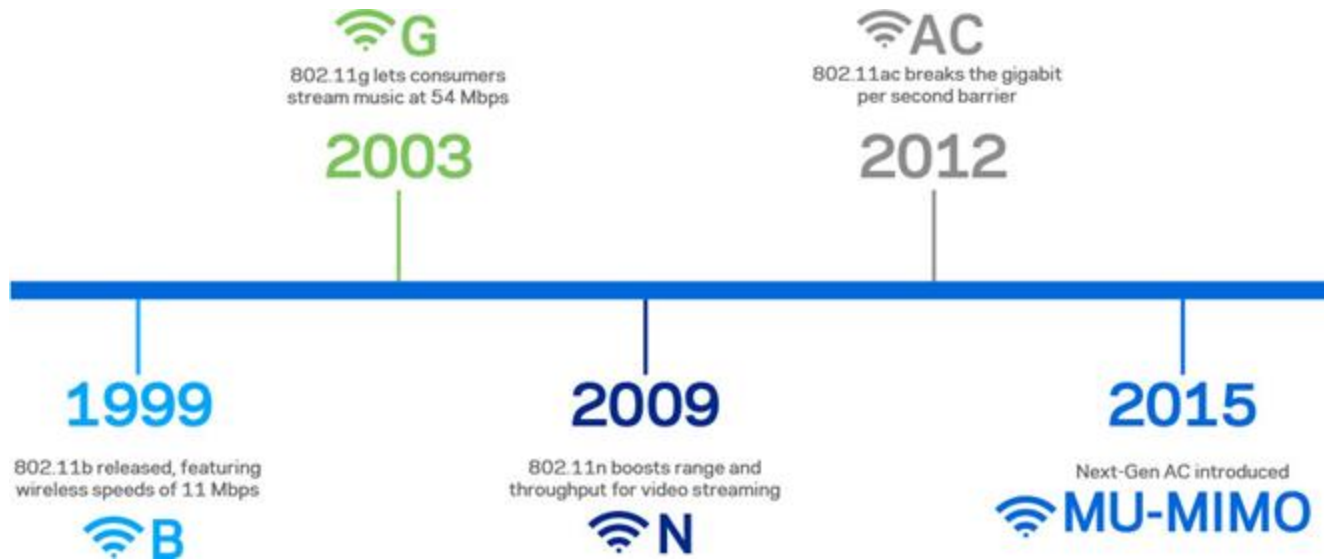 G
802.11g lets consumers
stream music at 54 Mbps
2003
AC
802.11ac breaks the gigabit
per second barrier
2012
1999
802.11b released, featuring
wireless speeds of 11 Mbps
B
2009
802.11n boosts range and
throughput for video streaming
N
2015
Next-Gen AC introduced
MU-MIMO